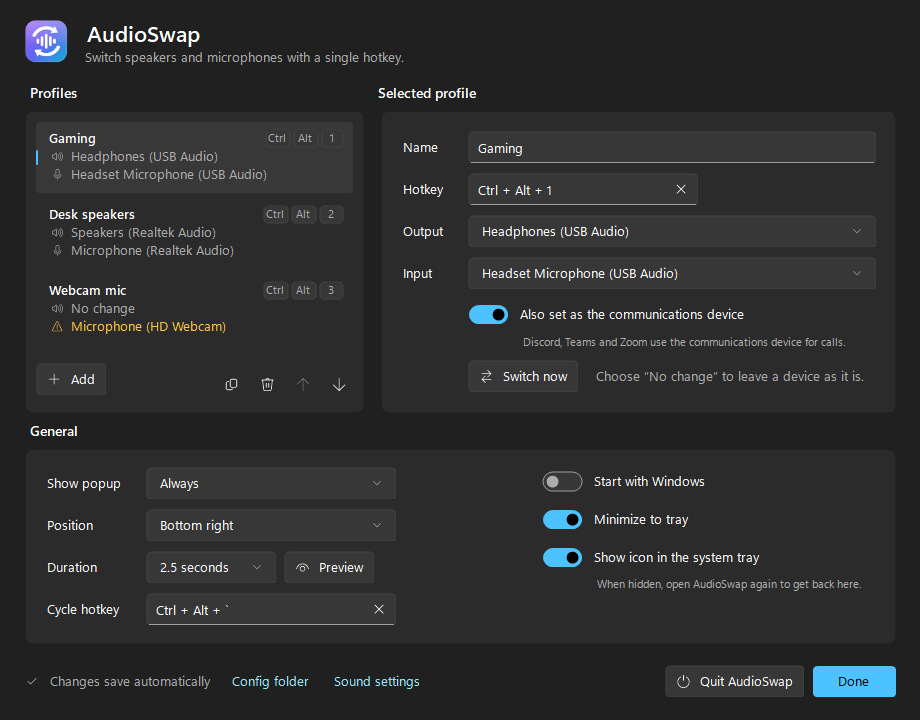 AudioSwap
Switch speakers and microphones with a single hotkey.
Profiles
Gaming Ctrl Alt 1
Headphones (USB Audio)
Headset Microphone (USB Audio)
Desk speakers Ctrl Alt 2
Speakers (Realtek Audio)
Microphone (Realtek Audio)
Webcam mic Ctrl Alt 3
No change
Microphone (HD Webcam)
Add
Selected profile
Name Gaming
Hotkey Ctrl + Alt + 1
Output Headphones (USB Audio)
Input Headset Microphone (USB Audio)
Also set as the communications device
Discord, Teams and Zoom use the communications device for calls.
Switch now Choose “No change” to leave a device as it is.
General
Show popup Always
Position Bottom right
Duration 2.5 seconds Preview
Cycle hotkey Ctrl + Alt + `
Start with Windows
Minimize to tray
Show icon in the system tray
When hidden, open AudioSwap again to get back here.
Changes save automatically Config folder Sound settings Quit AudioSwap Done